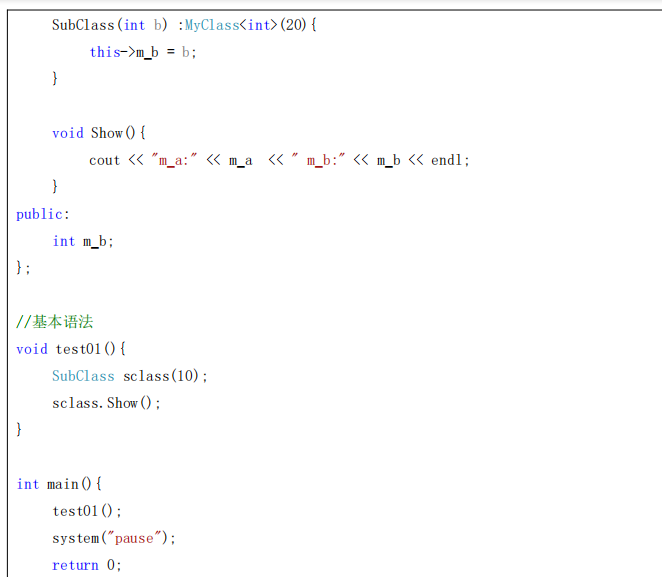 SubClass(int b) :MyClass<int>(20){
this->m_b = b;
}
void Show(){
cout << "m_a:" << m_a  << " m_b:" << m_b << endl;
}
public:
int m_b;
};
//基本语法
void test01(){
SubClass sclass(10);
sclass.Show();
}
int main(){
test01();
system("pause");
return 0;